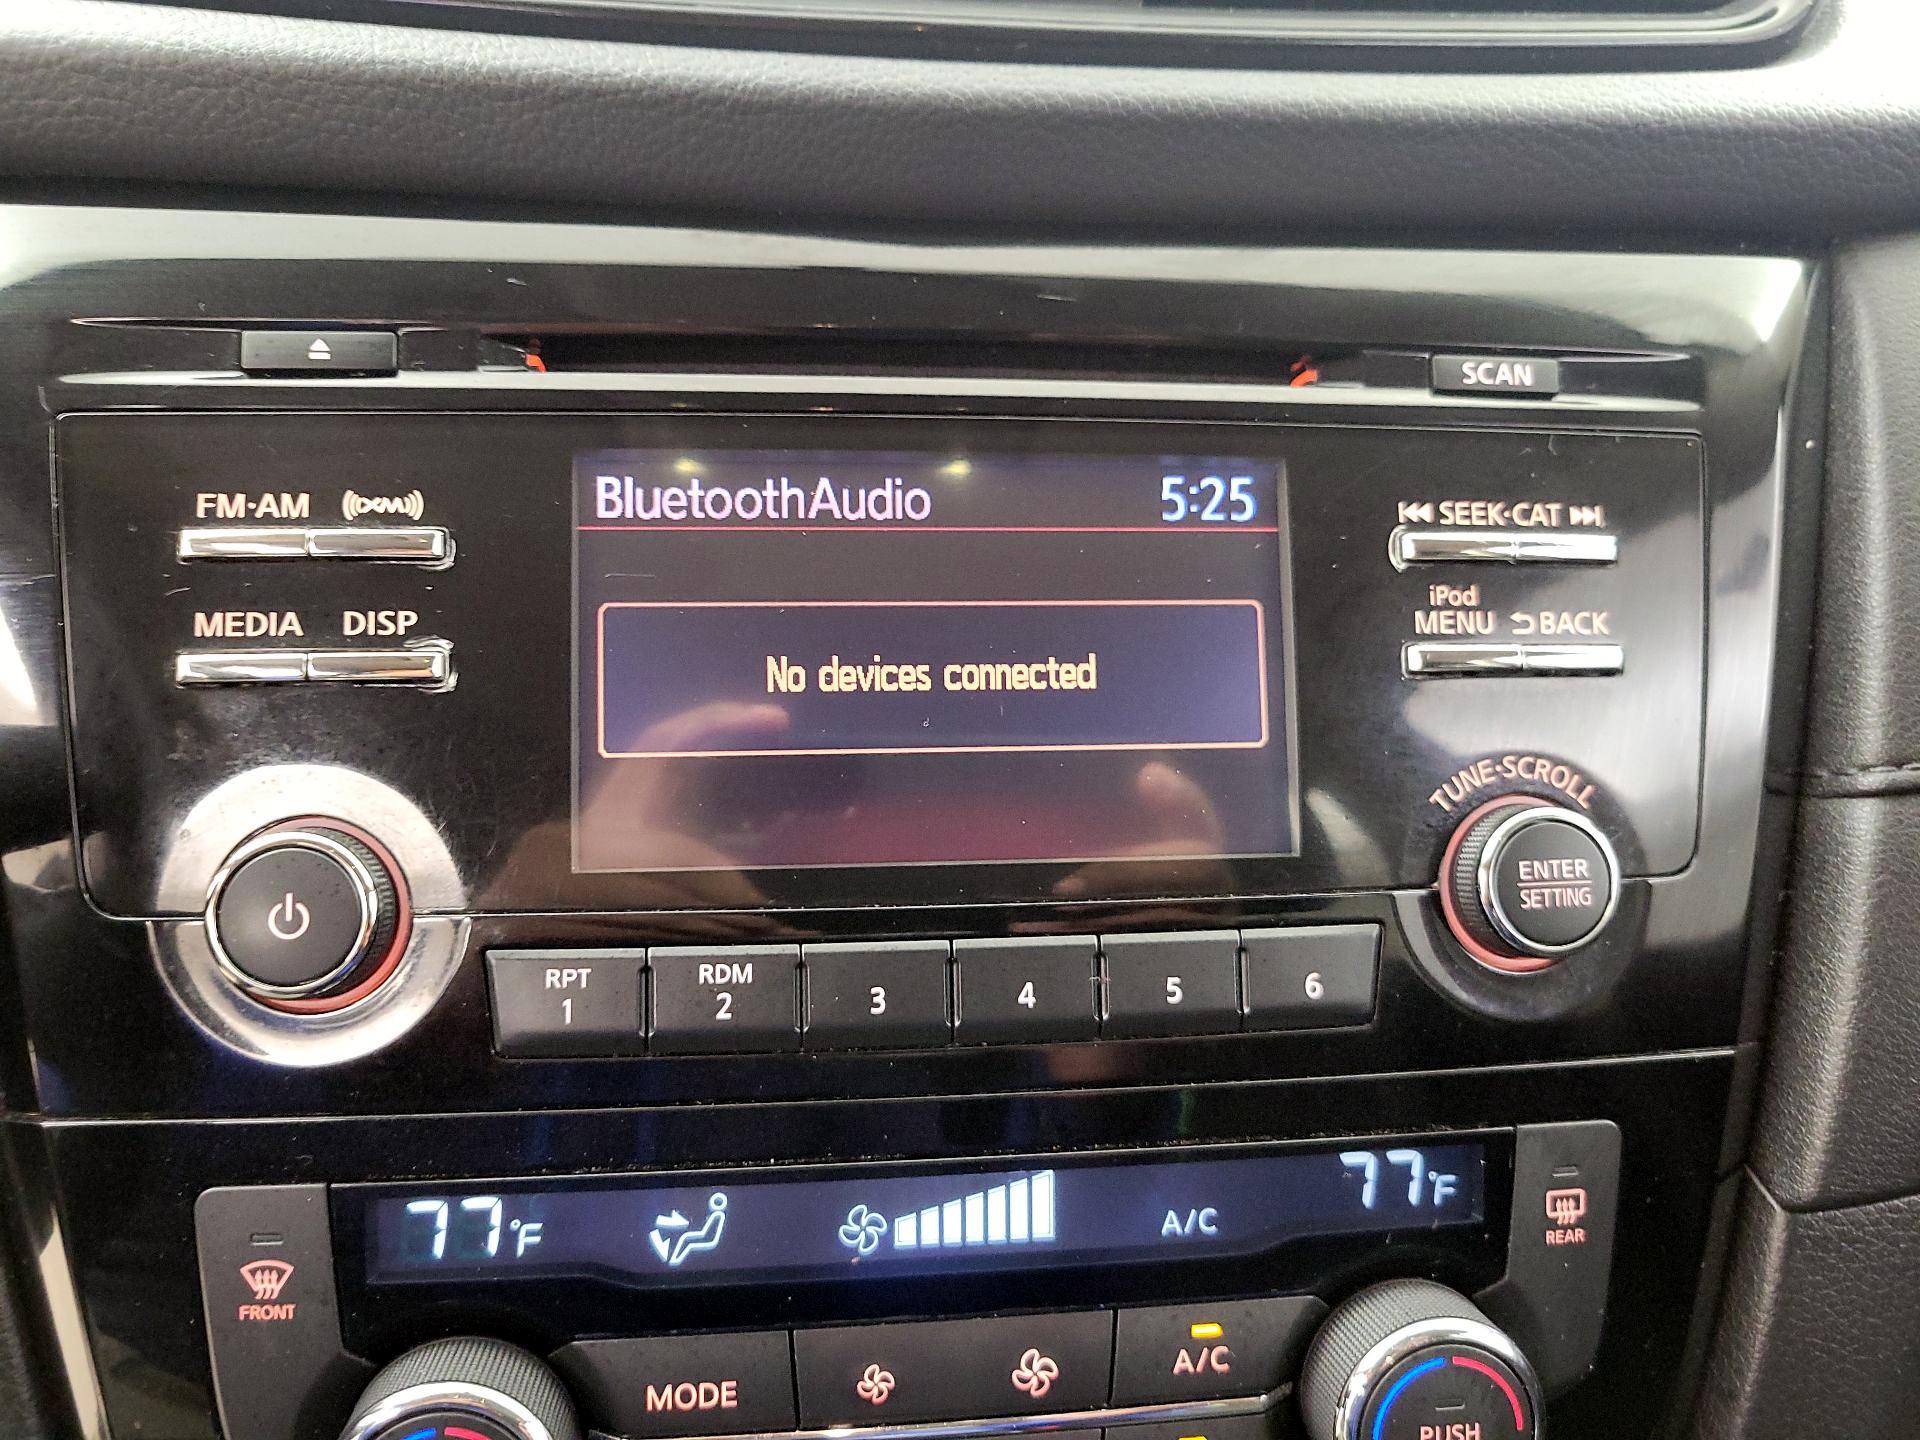 SCAN
FM·AM XM
BluetoothAudio 5:25
SEEK·CAT
MEDIA DISP
iPod
MENU BACK
No devices connected
TUNE·SCROLL
ENTER
SETTING
RPT
1
RDM
2
3
4
5
6
77°F
A/C
77°F
FRONT
REAR
MODE
A/C
PUSH